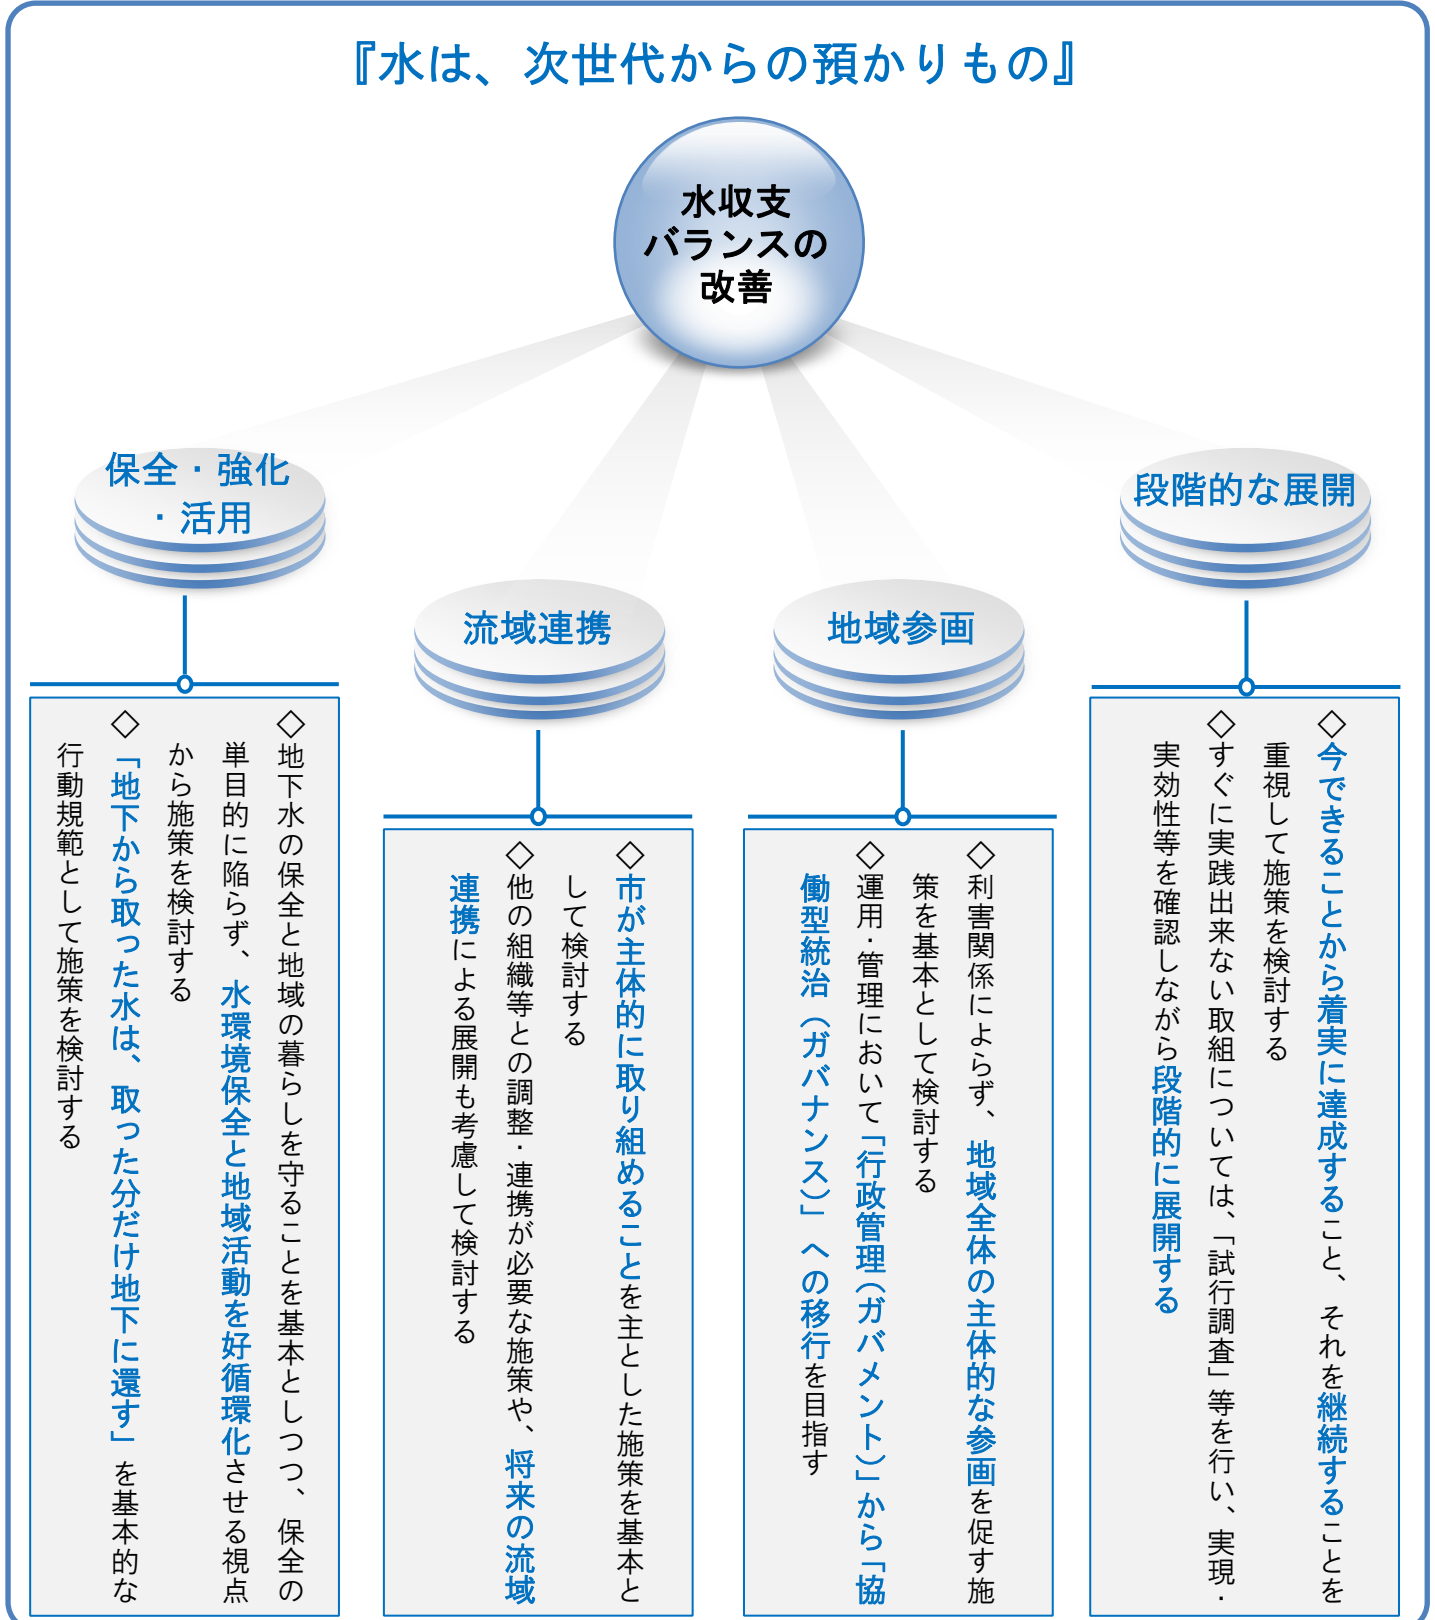 『水は、次世代からの預かりもの』
水収支
バランスの
改善
保全・強化
・活用
流域連携
地域参画
段階的な展開
◇地下水の保全と地域の暮らしを守ることを基本としつつ、保全の
単目的に陥らず、水環境保全と地域活動を好循環化させる視点
から施策を検討する
◇「地下から取った水は、取った分だけ地下に還す」を基本的な
行動規範として施策を検討する
◇市が主体的に取り組めることを主とした施策を基本と
して検討する
◇他の組織等との調整・連携が必要な施策や、将来の流域
連携による展開も考慮して検討する
◇利害関係によらず、地域全体の主体的な参画を促す施
策を基本として検討する
◇運用・管理において「行政管理（ガバメント）」から「協
働型統治（ガバナンス）」への移行を目指す
◇今できることから着実に達成すること、それを継続することを
重視して施策を検討する
◇すぐに実践出来ない取組については、「試行調査」等を行い、実現・
実効性等を確認しながら段階的に展開する